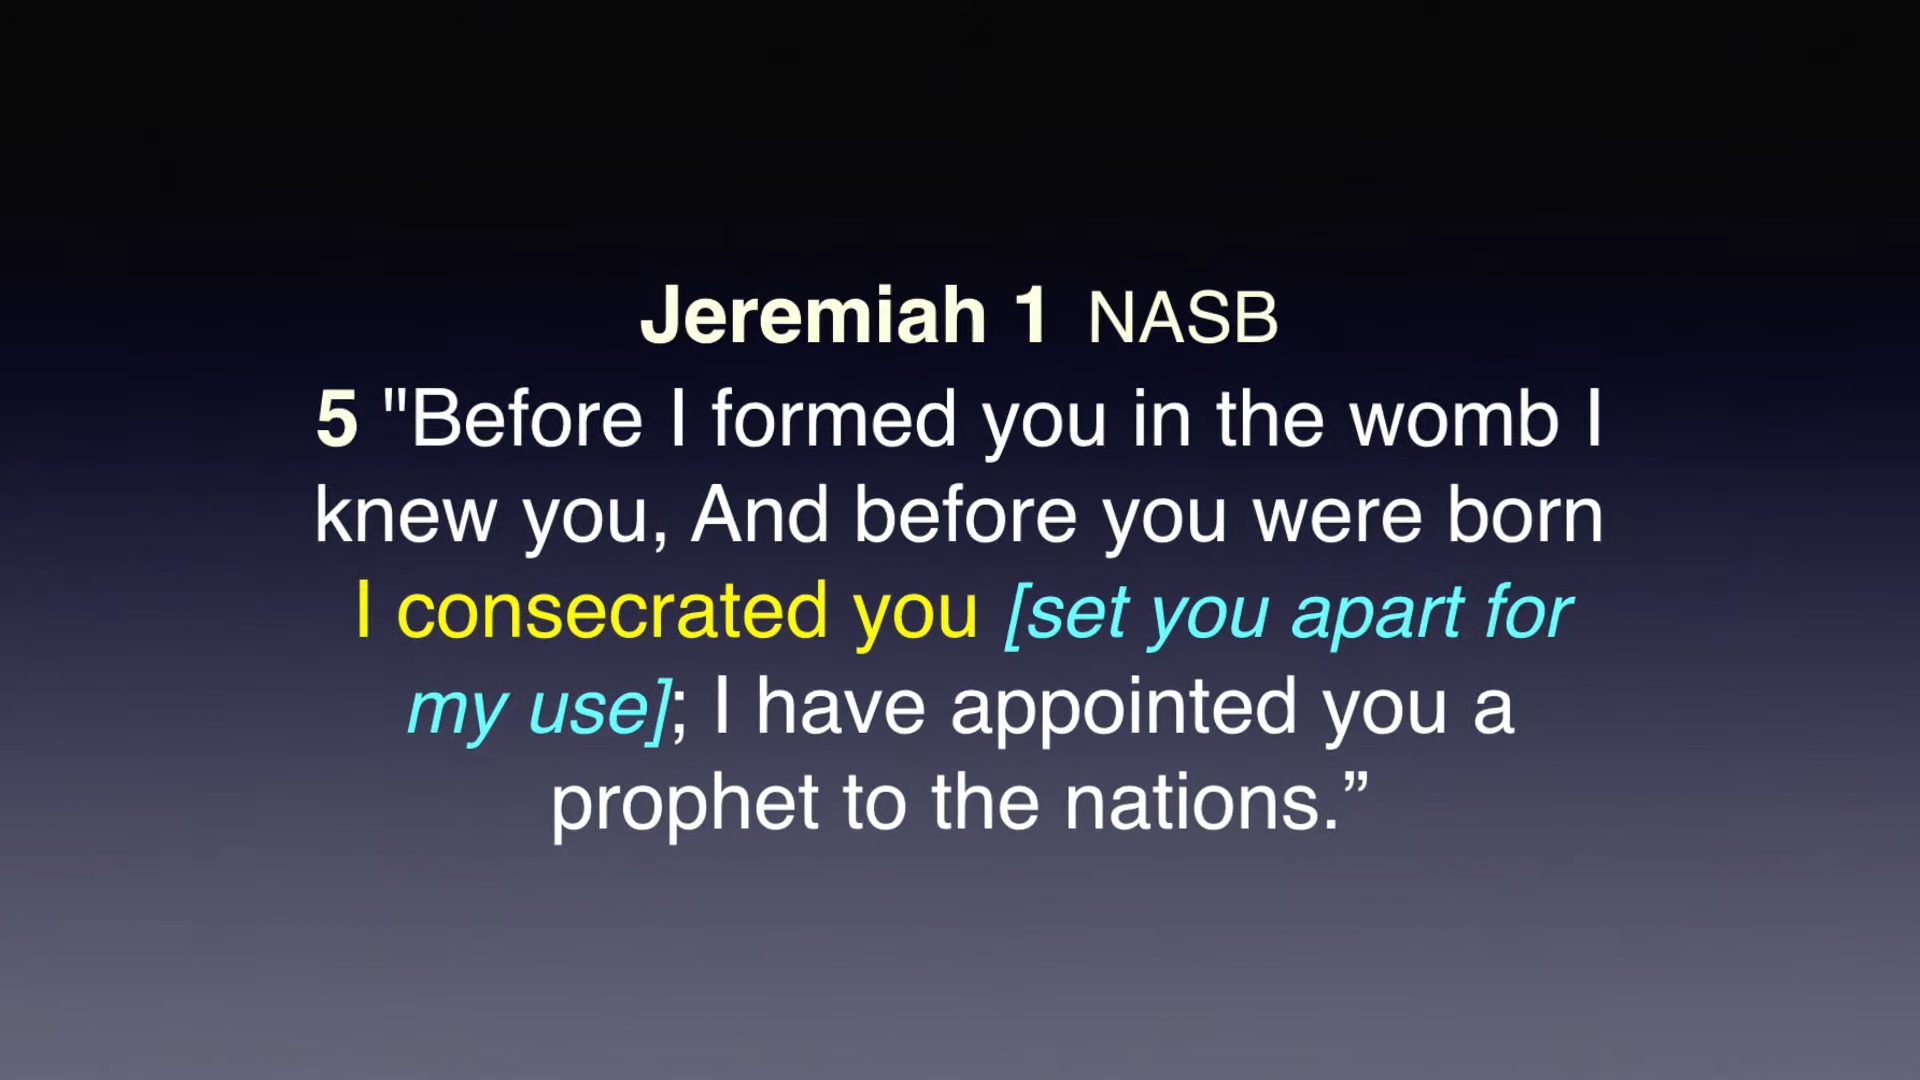 Jeremiah 1 NASB
5 "Before I formed you in the womb I
knew you, And before you were born
I consecrated you [set you apart for
my use]; I have appointed you a
prophet to the nations.”